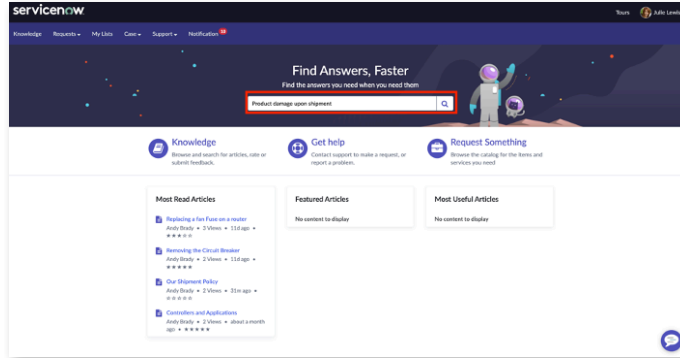 servicenow
Tours Julie Lewis
Knowledge Requests My Lists Case Support Notification
Find Answers, Faster
Find the answers you need when you need them
Product damage upon shipment
Knowledge
Browse and search for articles, rate or
submit feedback.
Get help
Contact support to make a request, or
report a problem.
Request Something
Browse the catalog for the items and
services you need
Most Read Articles
Replacing a fan Fuse on a router
Andy Brady • 3 Views • 11d ago •
Removing the Circuit Breaker
Andy Brady • 2 Views • 11d ago •
Our Shipment Policy
Andy Brady • 2 Views • 31m ago •
Controllers and Applications
Andy Brady • 2 Views • about a month
ago •
Featured Articles
No content to display
Most Useful Articles
No content to display